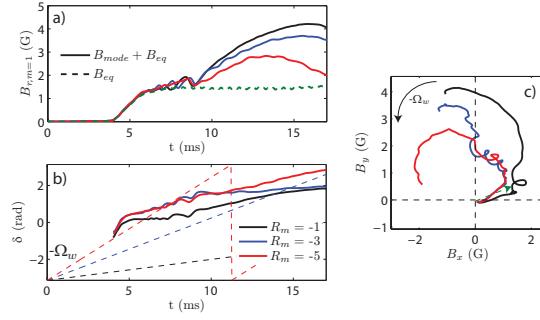 a)
5
4
3
2
1
0
B_{r,m=1} (G)
B_{mode} + B_{eq}
B_{eq}
0 5 10 15
t (ms)
b)
2
0
-2
δ (rad)
-Ω_w
R_m = -1
R_m = -3
R_m = -5
0 5 10 15
t (ms)
c)
-Ω_w
4
3
2
1
0
-1
B_y (G)
-2 0 2
B_x (G)